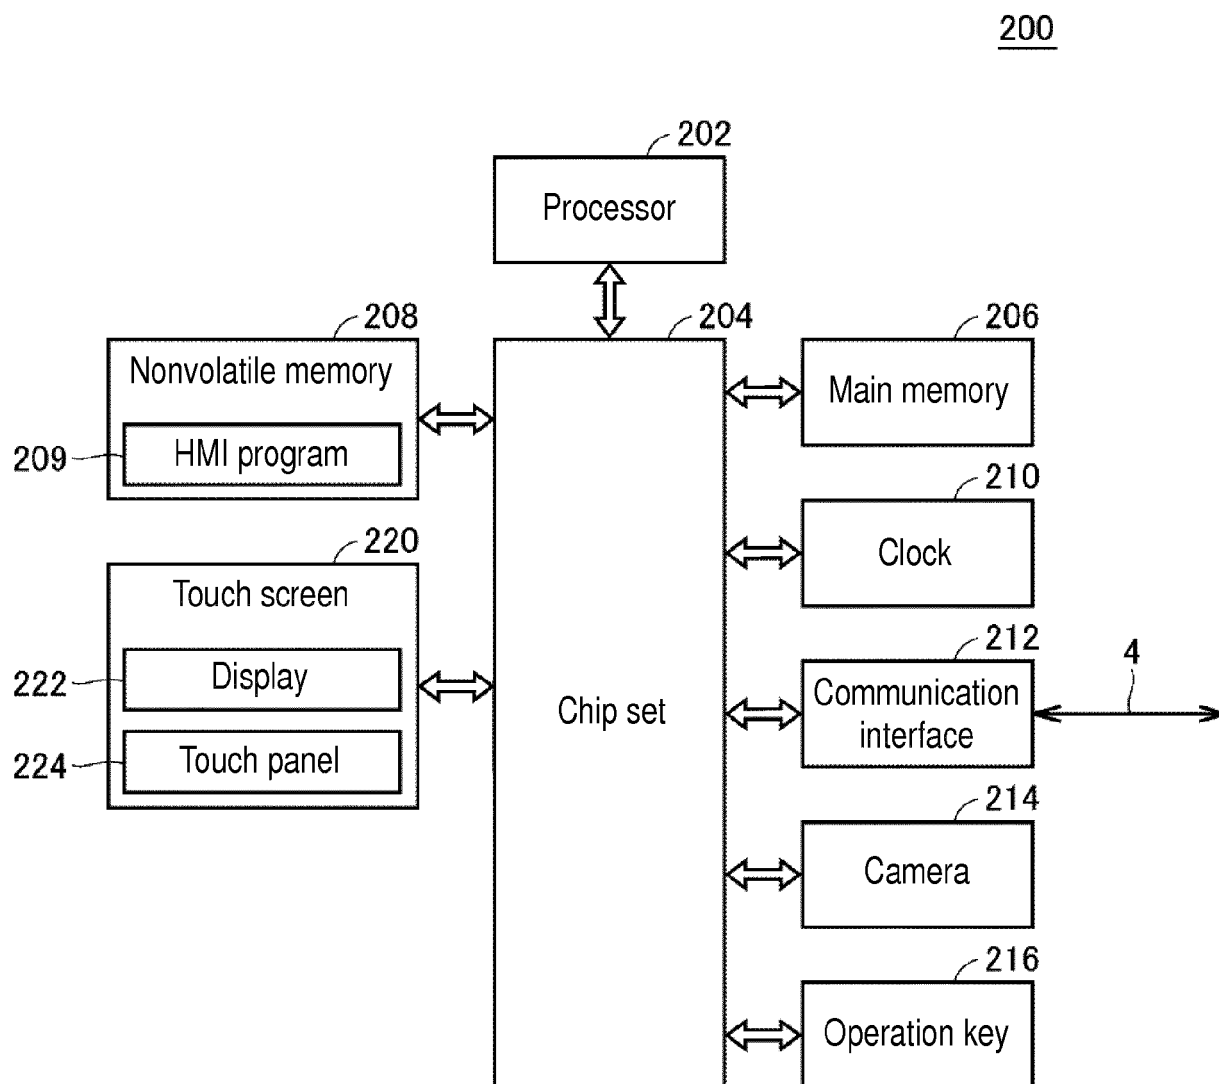 200
202
Processor
208
204
206
Nonvolatile memory
Main memory
209
HMI program
210
Clock
220
Touch screen
222
Display
224
Touch panel
Chip set
212
4
Communication
interface
214
Camera
216
Operation key